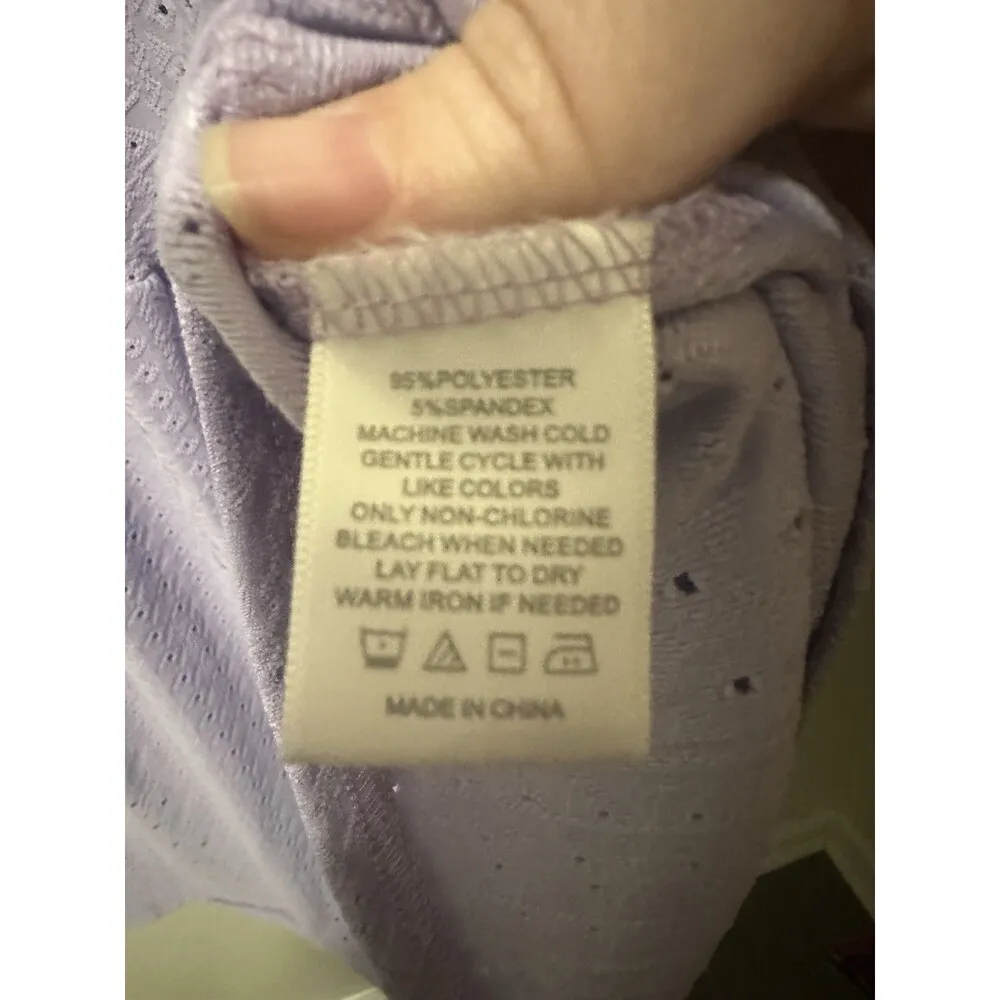 95%POLYESTER
5%SPANDEX
MACHINE WASH COLD
GENTLE CYCLE WITH
LIKE COLORS
ONLY NON-CHLORINE
BLEACH WHEN NEEDED
LAY FLAT TO DRY
WARM IRON IF NEEDED
MADE IN CHINA